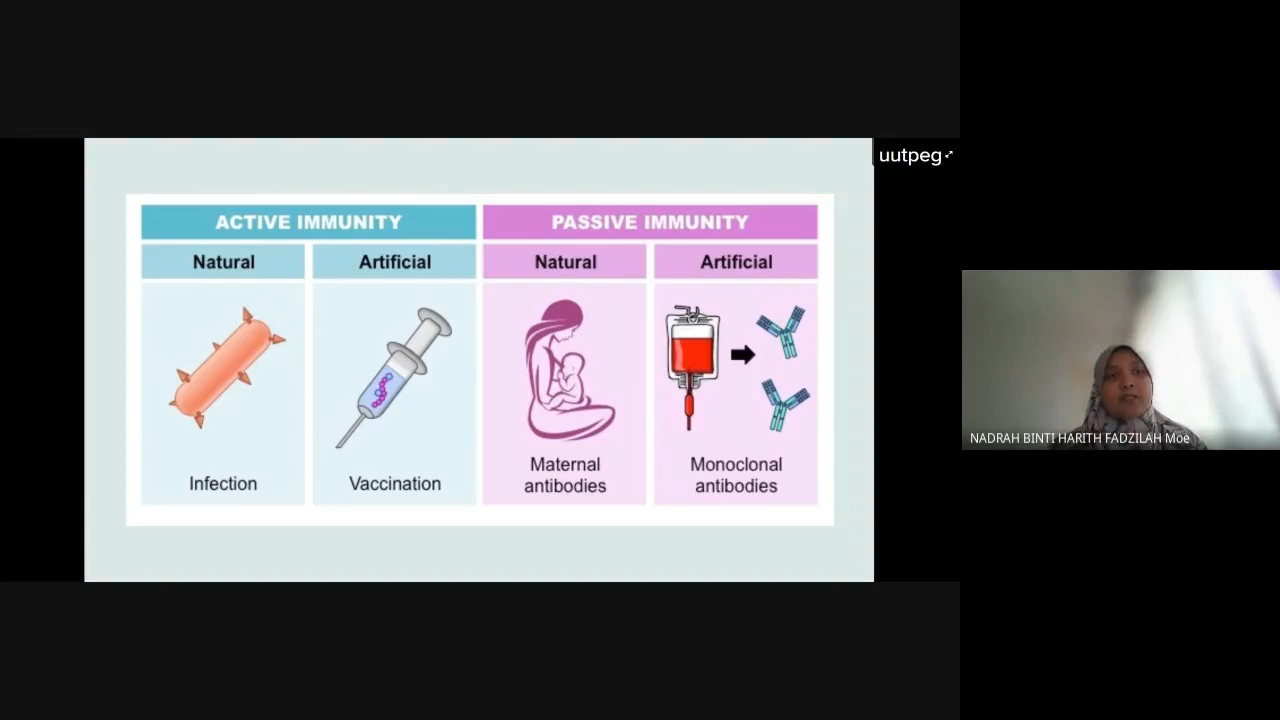 uutpeg
ACTIVE IMMUNITY
PASSIVE IMMUNITY
Natural
Artificial
Natural
Artificial
Infection
Vaccination
Maternal
antibodies
Monoclonal
antibodies
NADRAH BINTI HARITH FADZILAH Moe